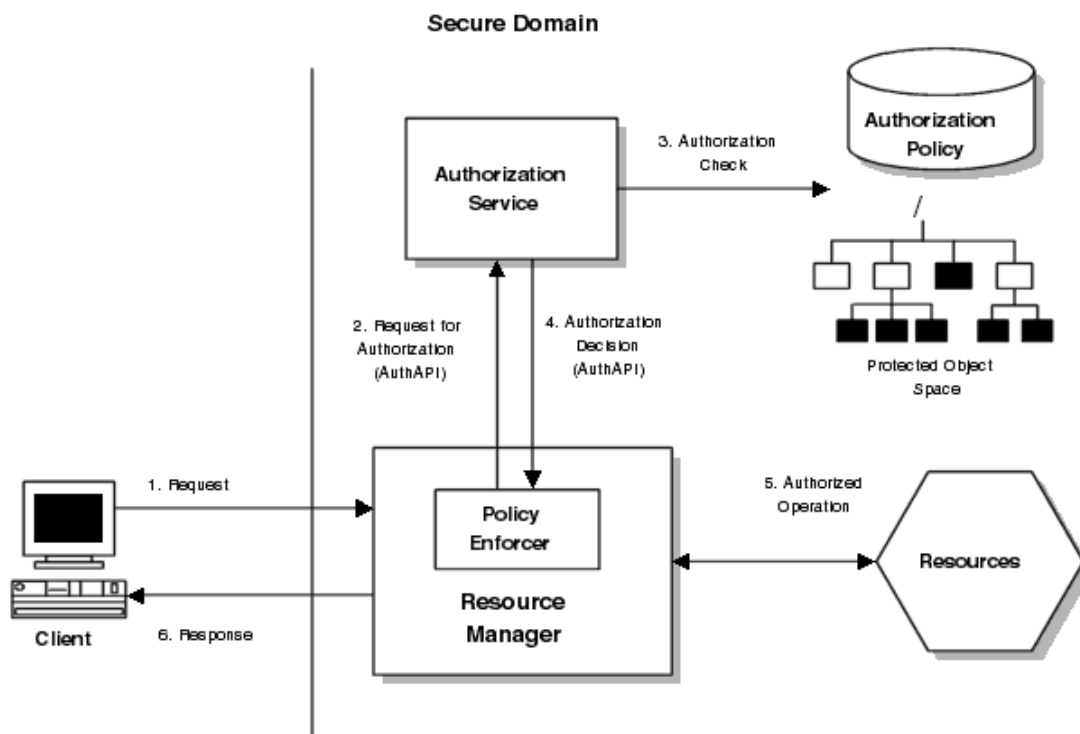 Secure Domain
Authorization
Policy
3. Authorization
Check
Authorization
Service
/
2. Request for
Authorization
(AuthAPI)
4. Authorization
Decision
(AuthAPI)
Protected Object
Space
1. Request
5. Authorized
Operation
Policy
Enforcer
Resources
Resource
Manager
6. Response
Client